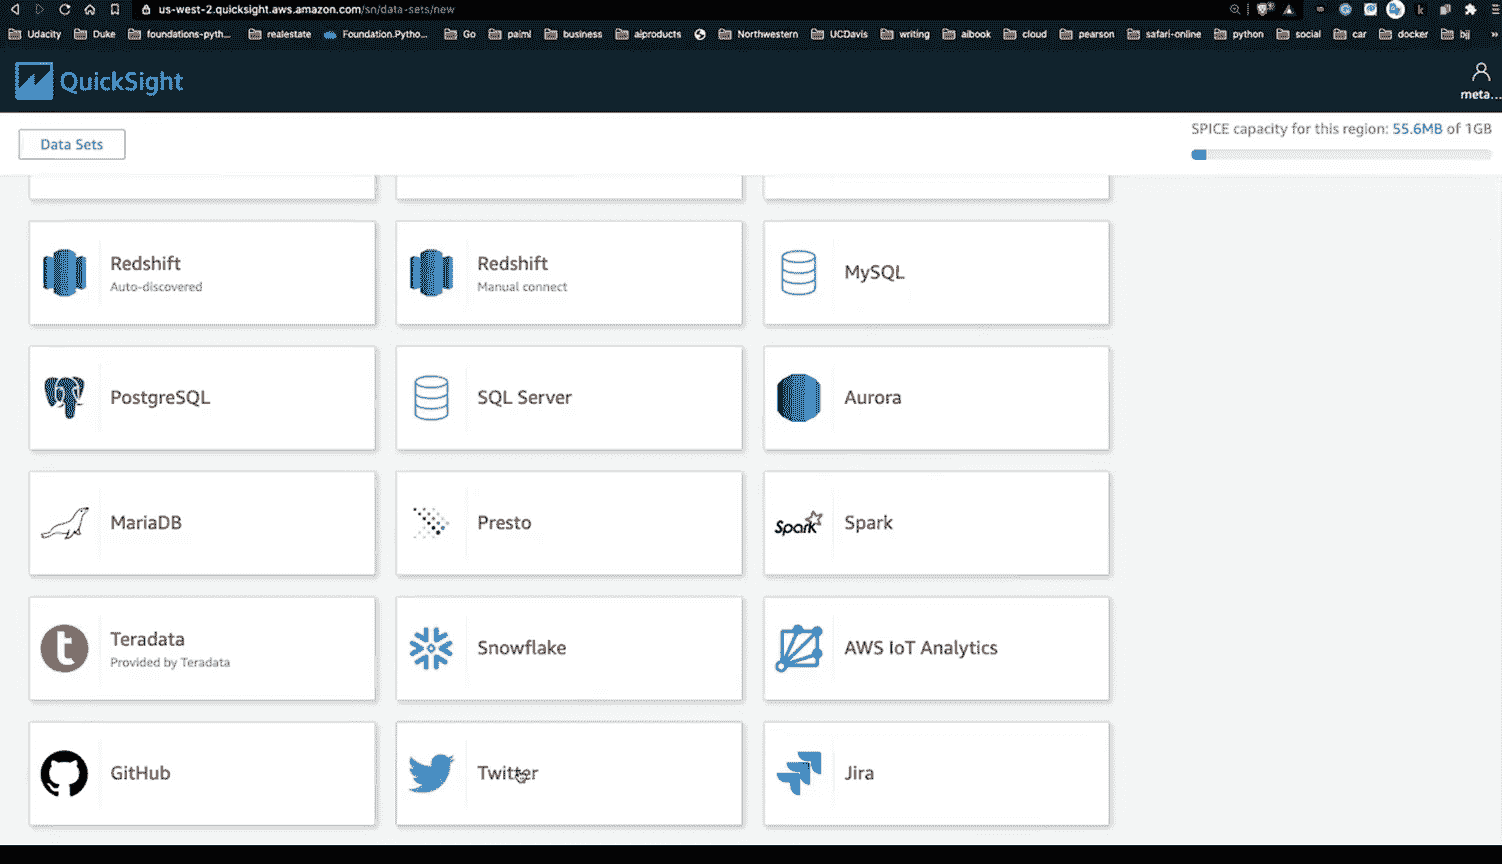 us-west-2.quicksight.aws.amazon.com/sn/data-sets/new
Udacity Duke foundations-pyth... realestate Foundation.Pytho... Go paiml business aiproducts Northwestern UCDavis writing aibook cloud pearson safari-online python social car docker bij »
QuickSight
meta...
Data Sets
SPICE capacity for this region: 55.6MB of 1GB
Redshift
Auto-discovered
Redshift
Manual connect
MySQL
PostgreSQL
SQL Server
Aurora
MariaDB
Presto
Spark
Spark
Teradata
Provided by Teradata
Snowflake
AWS IoT Analytics
GitHub
Twitter
Jira